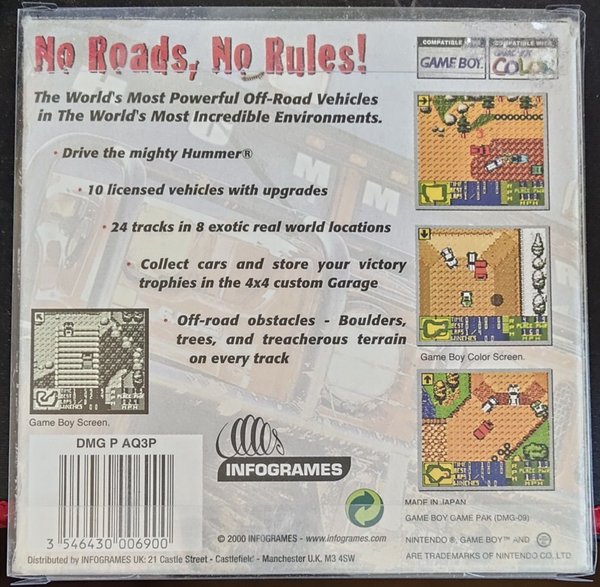 No Roads, No Rules!
COMPATIBLE WITH
GAME BOY
COMPATIBLE WITH
GAME BOY
COLOR
The World's Most Powerful Off-Road Vehicles
in The World's Most Incredible Environments.
• Drive the mighty Hummer®
• 10 licensed vehicles with upgrades
• 24 tracks in 8 exotic real world locations
• Collect cars and store your victory
trophies in the 4x4 custom Garage
• Off-road obstacles - Boulders,
trees, and treacherous terrain
on every track
Game Boy Color Screen.
Game Boy Screen.
DMG P AQ3P
3 546430 006900
INFOGRAMES
© 2000 INFOGRAMES - www.infogrames.com
Distributed by INFOGRAMES UK: 21 Castle Street - Castlefield - Manchester U.K. M3 4SW
MADE IN JAPAN
GAME BOY GAME PAK (DMG-09)
NINTENDO ®, GAME BOY™ AND
ARE TRADEMARKS OF NINTENDO CO, LTD